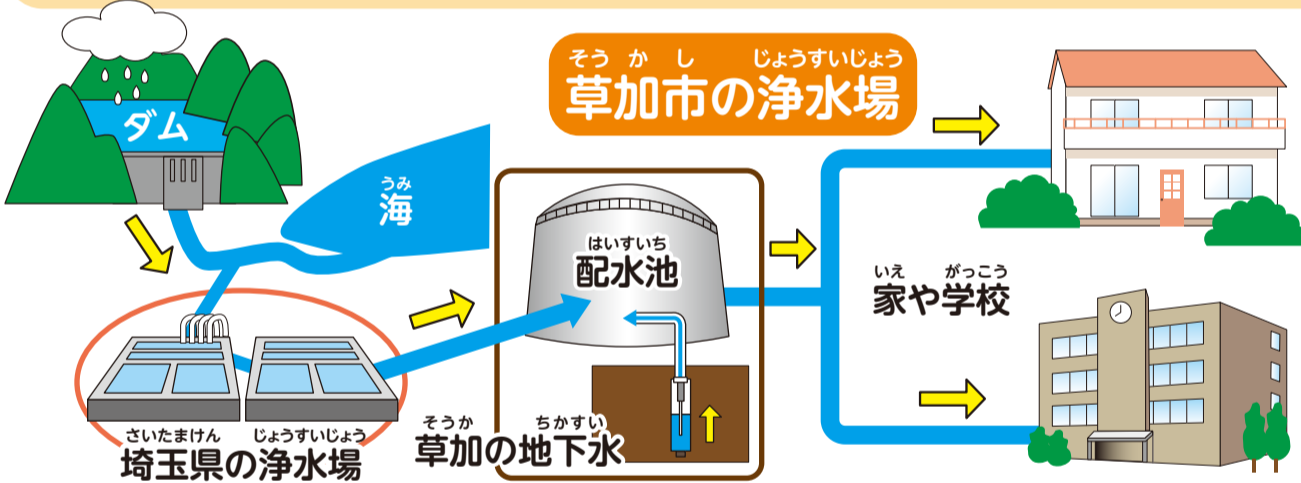 そうかし じょうすいじょう
草加市の浄水場
ダム
うみ
海
はいすいち
配水池
いえ がっこう
家や学校
そうか ちかすい
草加の地下水
さいたまけん じょうすいじょう
埼玉県の浄水場